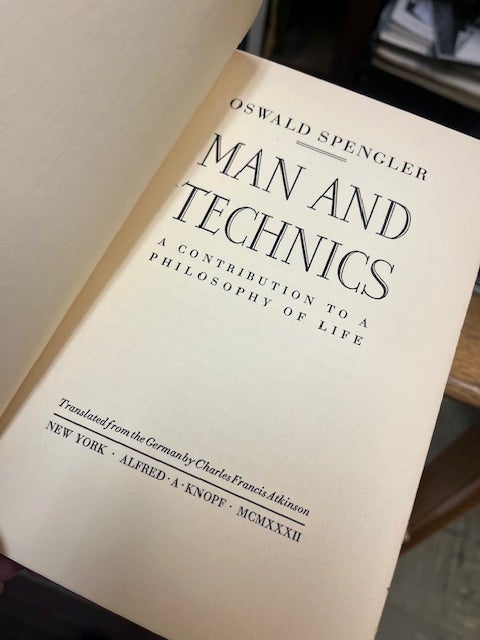 OSWALD SPENGLER
MAN AND
TECHNICS
A CONTRIBUTION TO A
PHILOSOPHY OF LIFE
Translated from the German by Charles Francis Atkinson
NEW YORK · ALFRED · A · KNOPF · MCMXXXII